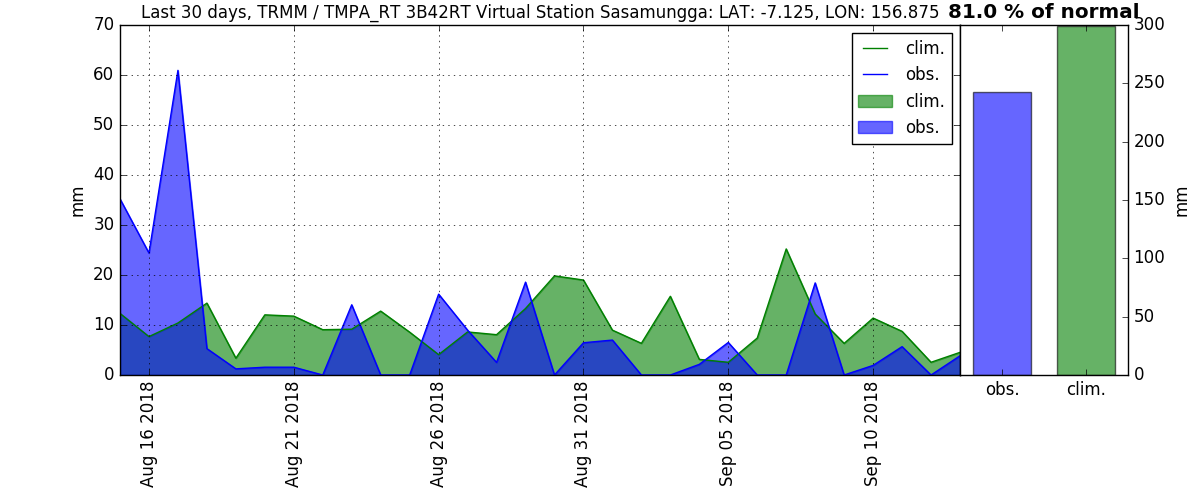 Last 30 days, TRMM / TMPA_RT 3B42RT Virtual Station Sasamungga: LAT: -7.125, LON: 156.875
81.0 % of normal
70
60
50
40
30
20
10
0
mm
clim.
obs.
clim.
obs.
Aug 16 2018
Aug 21 2018
Aug 26 2018
Aug 31 2018
Sep 05 2018
Sep 10 2018
300
250
200
150
100
50
0
mm
obs.
clim.